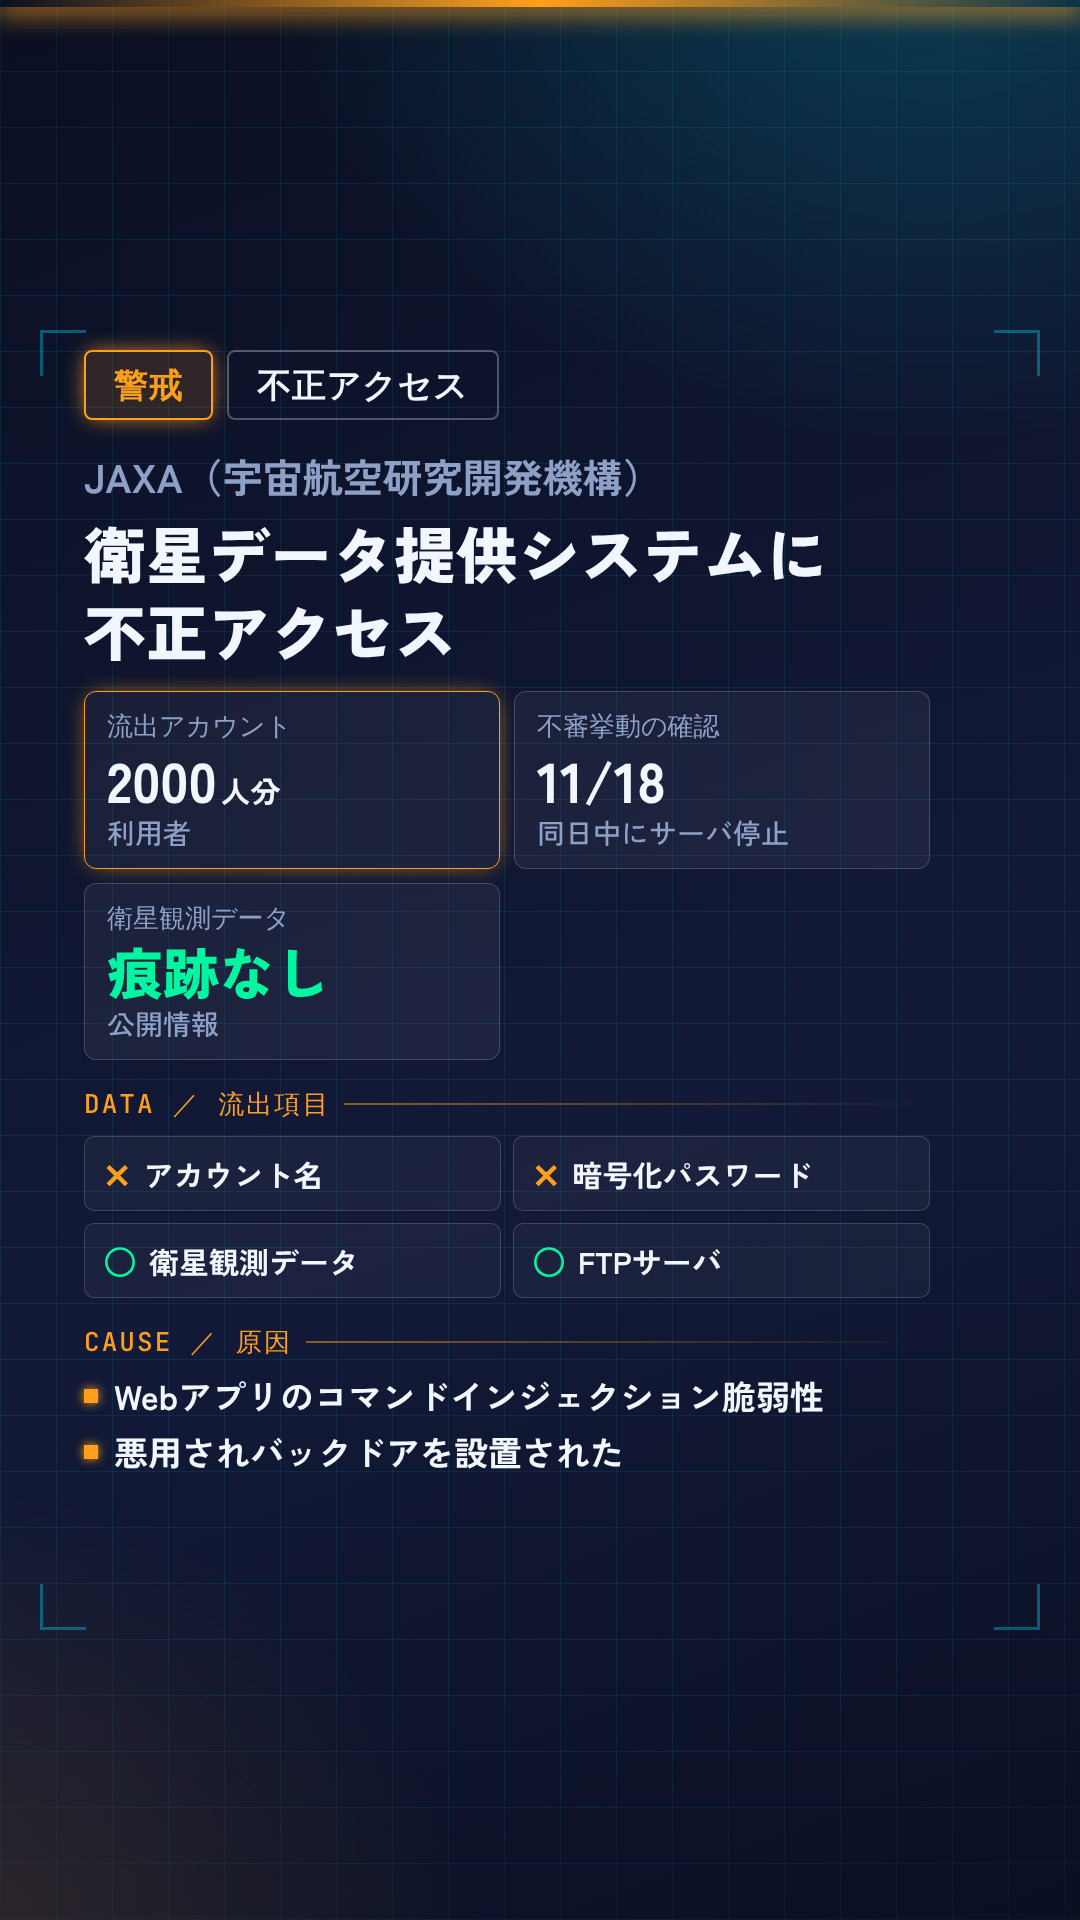 警戒
不正アクセス
JAXA（宇宙航空研究開発機構）
衛星データ提供システムに
不正アクセス
流出アカウント
2000人分
利用者
不審挙動の確認
11/18
同日中にサーバ停止
衛星観測データ
痕跡なし
公開情報
DATA ／ 流出項目
× アカウント名
× 暗号化パスワード
○ 衛星観測データ
○ FTPサーバ
CAUSE ／ 原因
■ Webアプリのコマンドインジェクション脆弱性
■ 悪用されバックドアを設置された